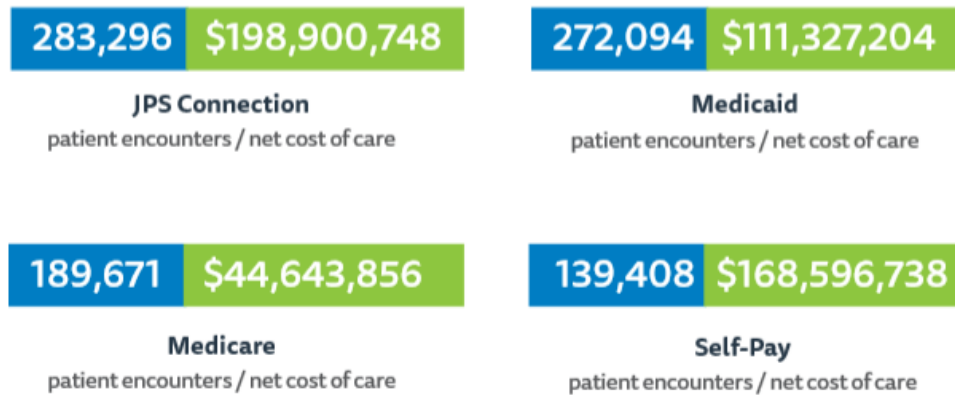 283,296 $198,900,748
JPS Connection
patient encounters / net cost of care
272,094 $111,327,204
Medicaid
patient encounters / net cost of care
189,671 $44,643,856
Medicare
patient encounters / net cost of care
139,408 $168,596,738
Self-Pay
patient encounters / net cost of care